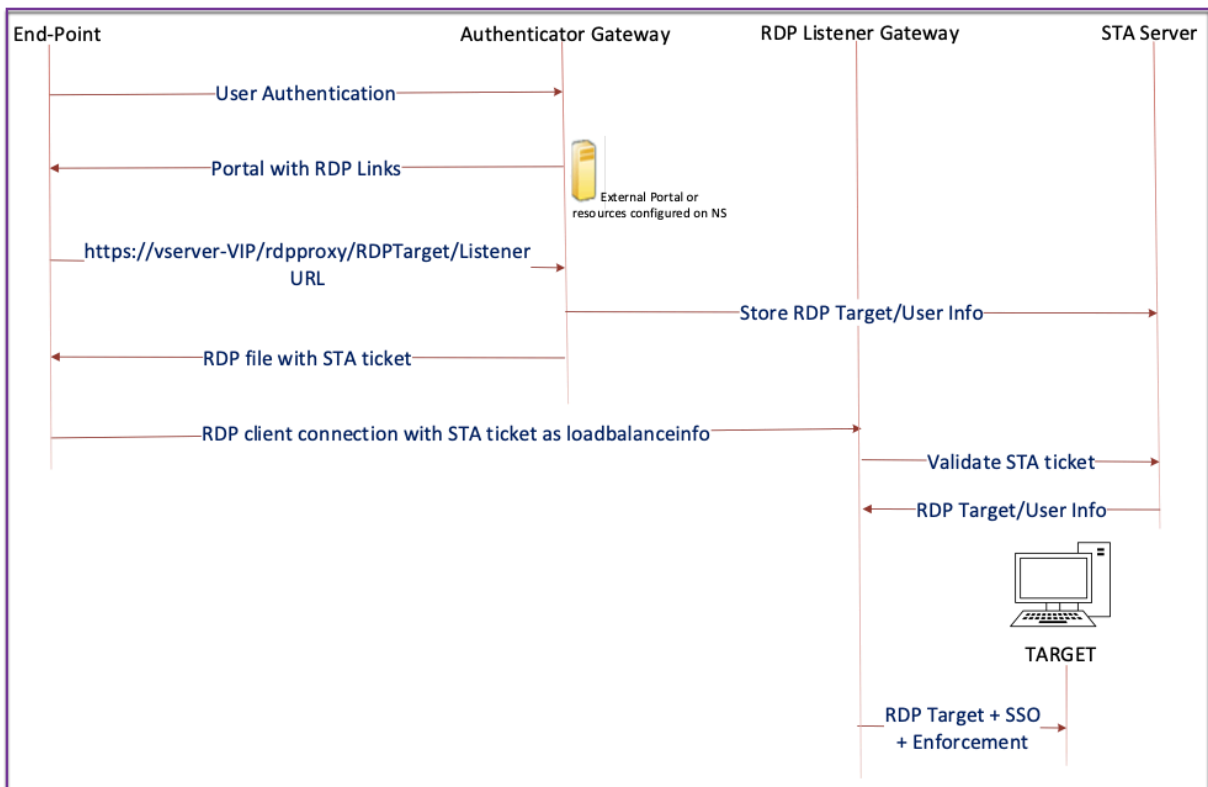 End-Point
Authenticator Gateway
RDP Listener Gateway
STA Server
User Authentication
Portal with RDP Links
External Portal or
resources configured on NS
https://vserver-VIP/rdpproxy/RDPTarget/Listener
URL
Store RDP Target/User Info
RDP file with STA ticket
RDP client connection with STA ticket as loadbalanceinfo
Validate STA ticket
RDP Target/User Info
TARGET
RDP Target + SSO
+ Enforcement